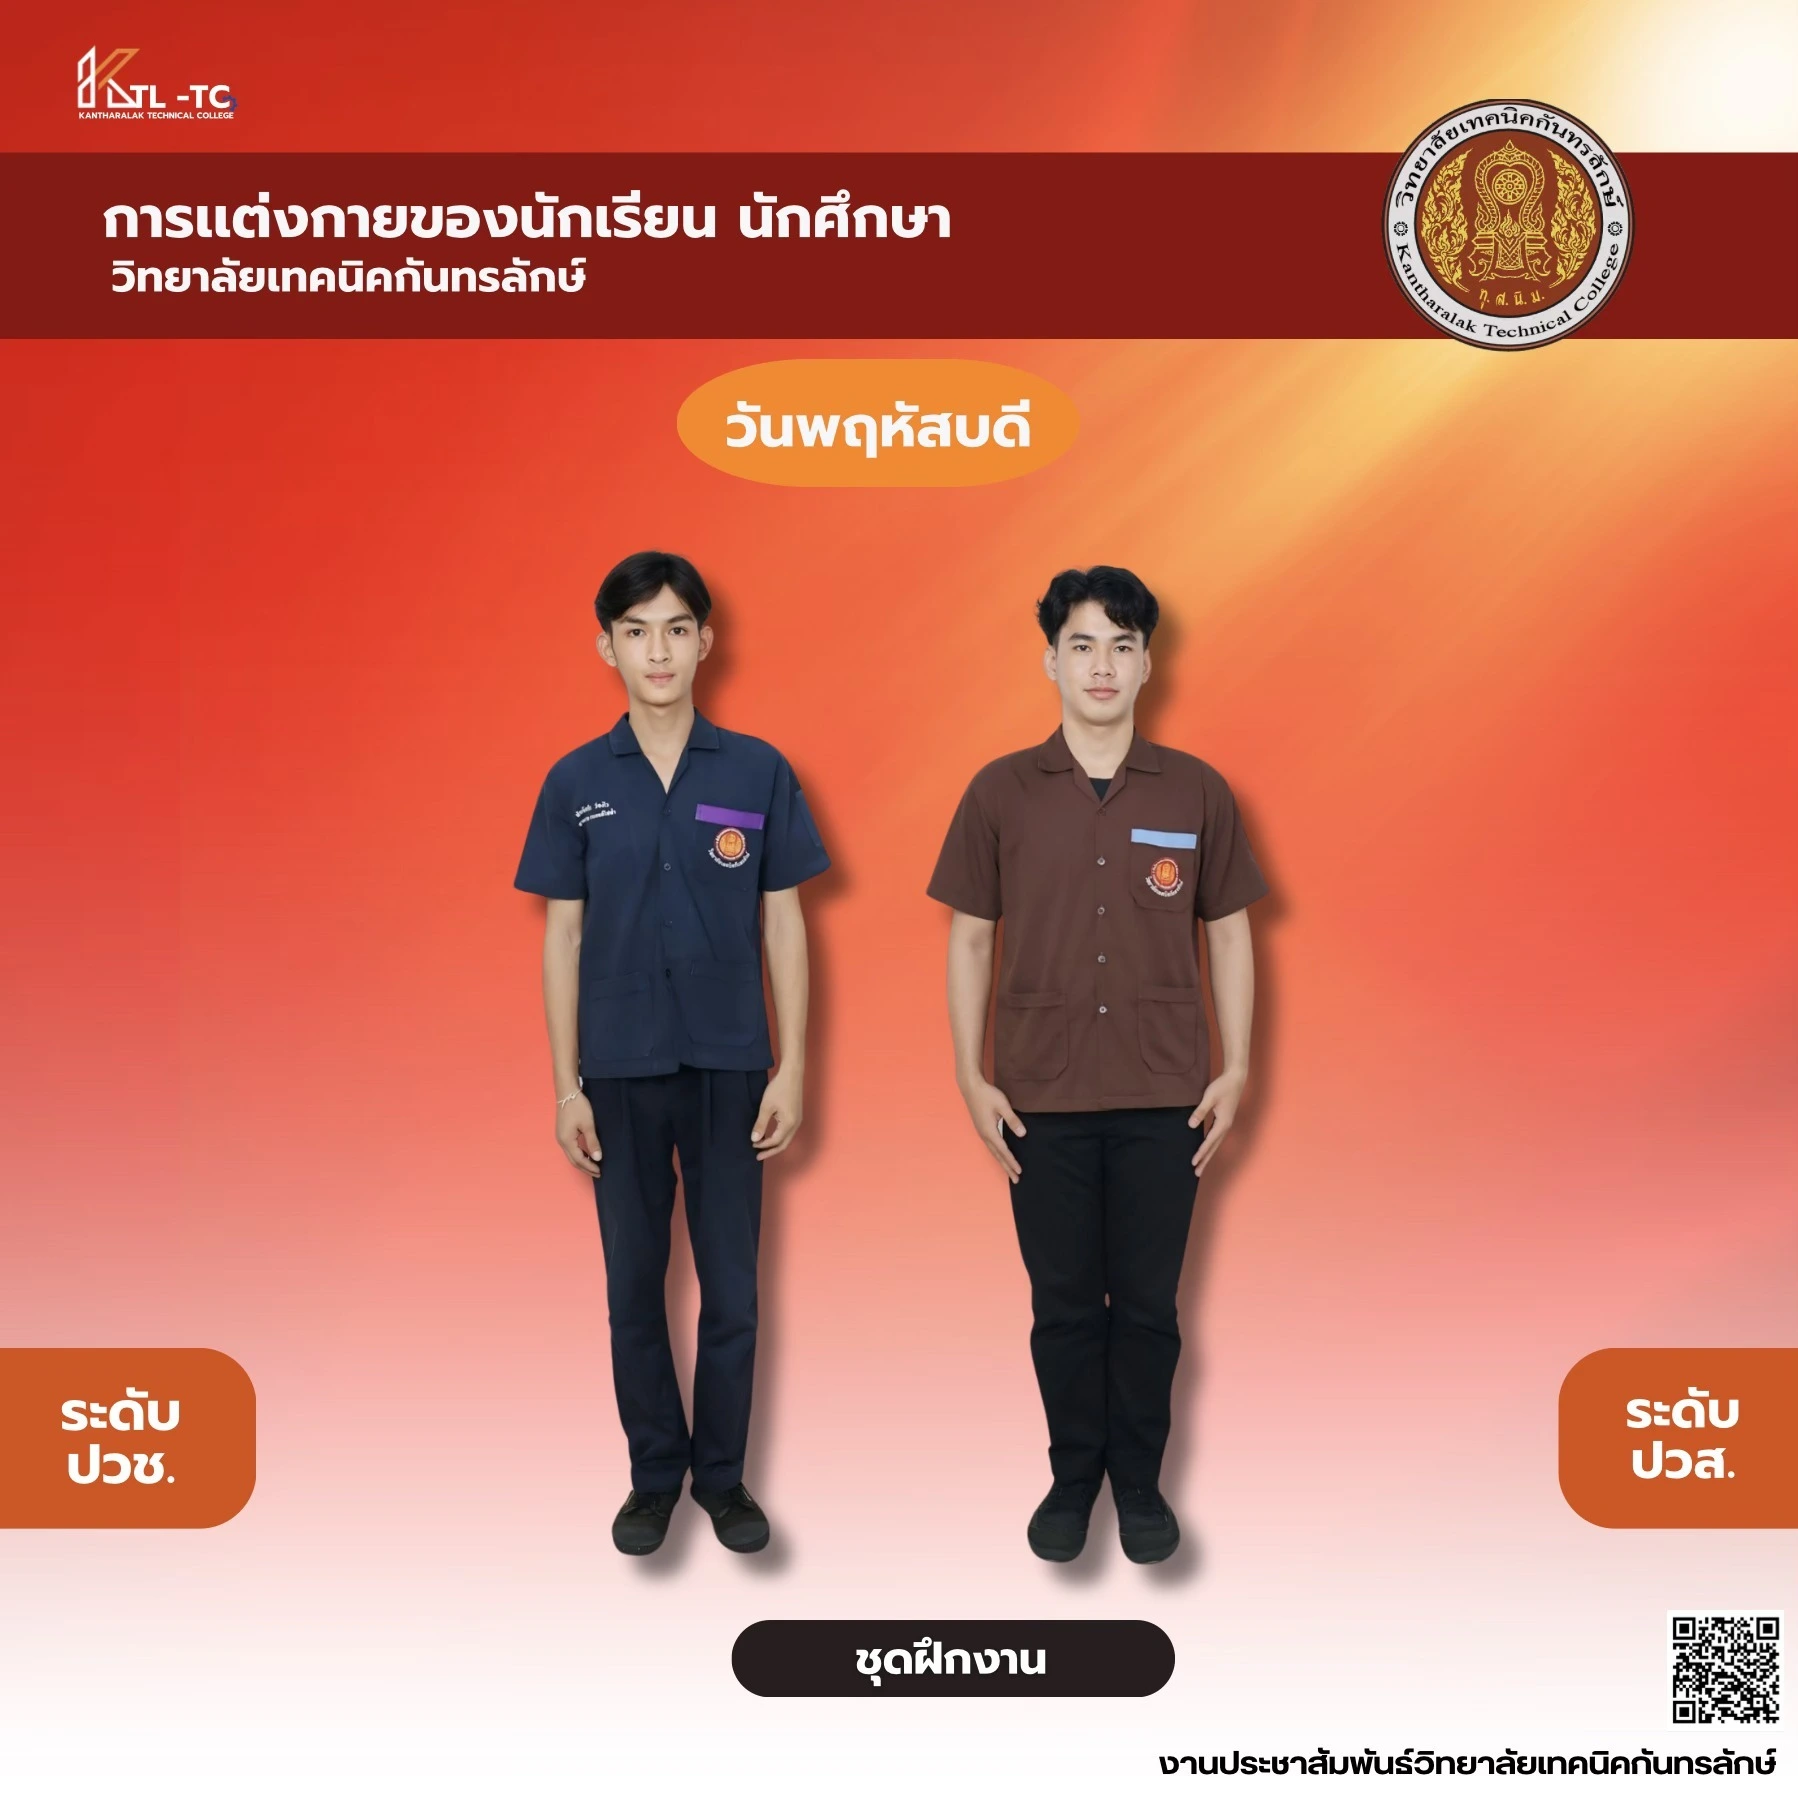 KTL -TC
KANTHARALAK TECHNICAL COLLEGE
วิทยาลัยเทคนิคกันทรลักษ์
ท. ส. นิ. ม.
Kantharalak Technical College
การแต่งกายของนักเรียน นักศึกษา
วิทยาลัยเทคนิคกันทรลักษ์
วันพฤหัสบดี
ระดับ
ปวช.
ระดับ
ปวส.
ชุดฝึกงาน
งานประชาสัมพันธ์วิทยาลัยเทคนิคกันทรลักษ์